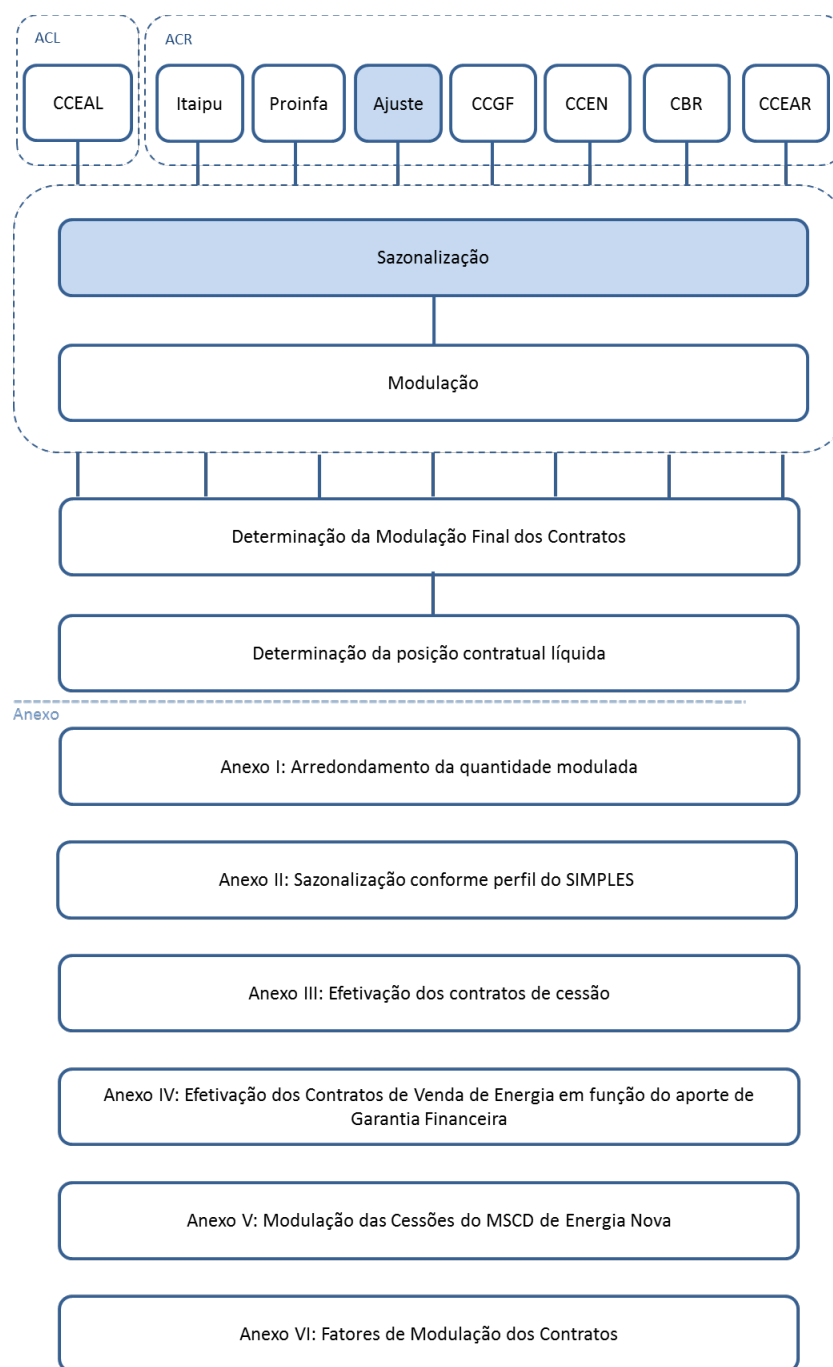 ACL
ACR
CCEAL
Itaipu
Proinfa
Ajuste
CCGF
CCEN
CBR
CCEAR
Sazonalização
Modulação
Determinação da Modulação Final dos Contratos
Determinação da posição contratual líquida
Anexo
Anexo I: Arredondamento da quantidade modulada
Anexo II: Sazonalização conforme perfil do SIMPLES
Anexo III: Efetivação dos contratos de cessão
Anexo IV: Efetivação dos Contratos de Venda de Energia em função do aporte de
Garantia Financeira
Anexo V: Modulação das Cessões do MSCD de Energia Nova
Anexo VI: Fatores de Modulação dos Contratos